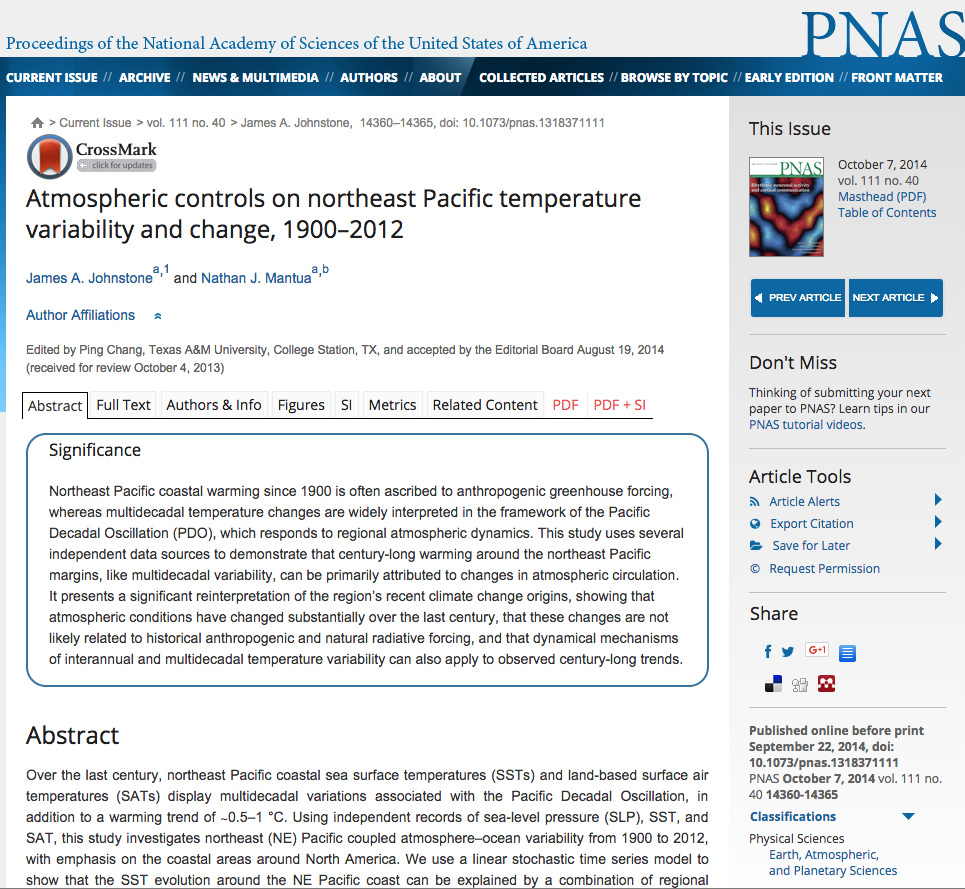 Proceedings of the National Academy of Sciences of the United States of America
PNAS
CURRENT ISSUE // ARCHIVE // NEWS & MULTIMEDIA // AUTHORS // ABOUT COLLECTED ARTICLES // BROWSE BY TOPIC // EARLY EDITION // FRONT MATTER
> Current Issue > vol. 111 no. 40 > James A. Johnstone, 14360–14365, doi: 10.1073/pnas.1318371111
CrossMark
click for updates
Atmospheric controls on northeast Pacific temperature
variability and change, 1900–2012
James A. Johnstone a,1 and Nathan J. Mantua a,b
Author Affiliations
Edited by Ping Chang, Texas A&M University, College Station, TX, and accepted by the Editorial Board August 19, 2014
(received for review October 4, 2013)
Abstract Full Text Authors & Info Figures SI Metrics Related Content PDF PDF + SI
Significance
Northeast Pacific coastal warming since 1900 is often ascribed to anthropogenic greenhouse forcing,
whereas multidecadal temperature changes are widely interpreted in the framework of the Pacific
Decadal Oscillation (PDO), which responds to regional atmospheric dynamics. This study uses several
independent data sources to demonstrate that century-long warming around the northeast Pacific
margins, like multidecadal variability, can be primarily attributed to changes in atmospheric circulation.
It presents a significant reinterpretation of the region's recent climate change origins, showing that
atmospheric conditions have changed substantially over the last century, that these changes are not
likely related to historical anthropogenic and natural radiative forcing, and that dynamical mechanisms
of interannual and multidecadal temperature variability can also apply to observed century-long trends.
Abstract
Over the last century, northeast Pacific coastal sea surface temperatures (SSTs) and land-based surface air
temperatures (SATs) display multidecadal variations associated with the Pacific Decadal Oscillation, in
addition to a warming trend of ~0.5–1 °C. Using independent records of sea-level pressure (SLP), SST, and
SAT, this study investigates northeast (NE) Pacific coupled atmosphere–ocean variability from 1900 to 2012,
with emphasis on the coastal areas around North America. We use a linear stochastic time series model to
show that the SST evolution around the NE Pacific coast can be explained by a combination of regional
This Issue
PNAS
October 7, 2014
vol. 111 no. 40
Masthead (PDF)
Table of Contents
PREV ARTICLE NEXT ARTICLE
Don't Miss
Thinking of submitting your next
paper to PNAS? Learn tips in our
PNAS tutorial videos.
Article Tools
Article Alerts
Export Citation
Save for Later
© Request Permission
Share
G+1
Published online before print
September 22, 2014, doi:
10.1073/pnas.1318371111
PNAS October 7, 2014 vol. 111 no.
40 14360-14365
Classifications
Physical Sciences
Earth, Atmospheric,
and Planetary Sciences